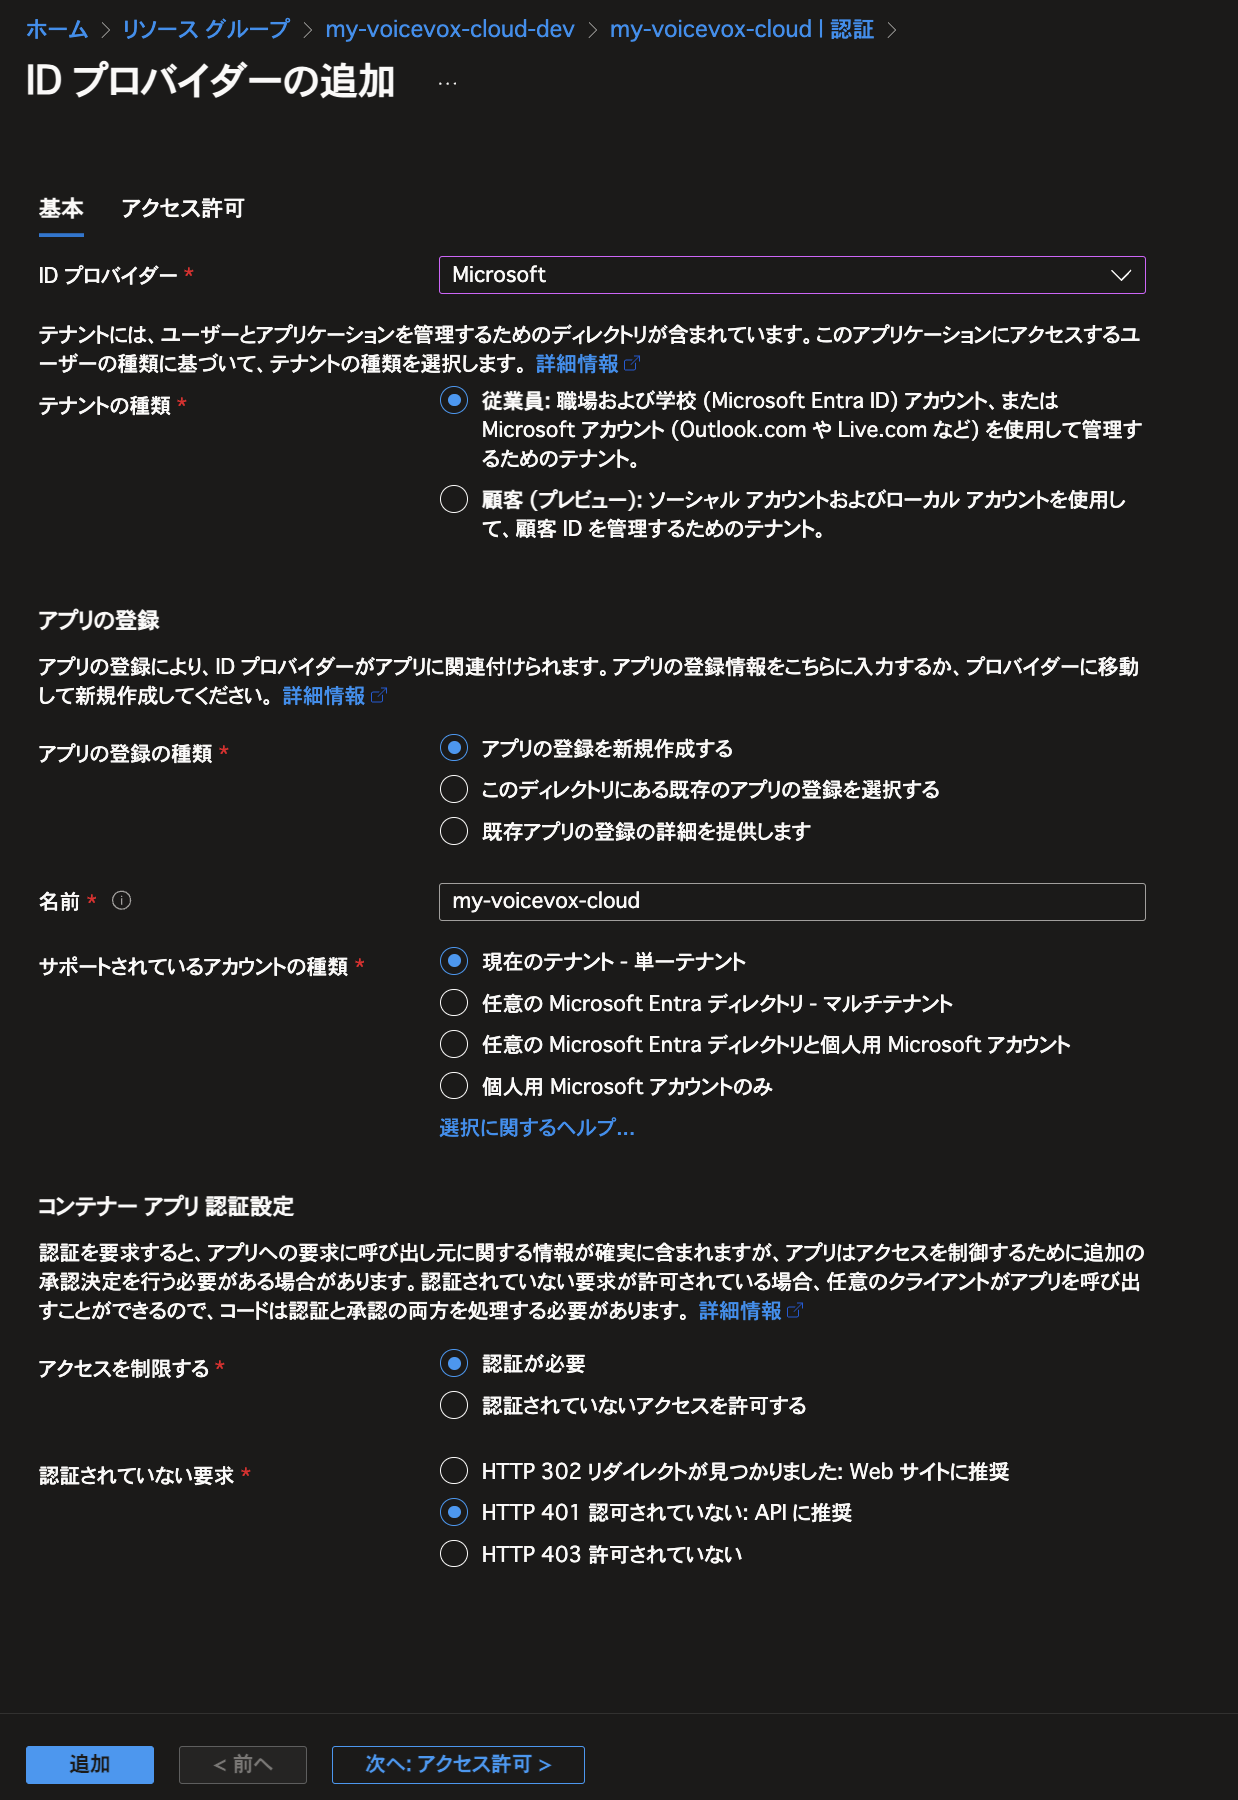 ホーム > リソース グループ > my-voicevox-cloud-dev > my-voicevox-cloud | 認証 >
ID プロバイダーの追加 …
基本 アクセス許可
ID プロバイダー * Microsoft
テナントには、ユーザーとアプリケーションを管理するためのディレクトリが含まれています。このアプリケーションにアクセスするユ
ーザーの種類に基づいて、テナントの種類を選択します。 詳細情報
テナントの種類 * 従業員: 職場および学校 (Microsoft Entra ID) アカウント、または
Microsoft アカウント (Outlook.com や Live.com など) を使用して管理す
るためのテナント。
顧客 (プレビュー): ソーシャル アカウントおよびローカル アカウントを使用し
て、顧客 ID を管理するためのテナント。
アプリの登録
アプリの登録により、ID プロバイダーがアプリに関連付けられます。アプリの登録情報をこちらに入力するか、プロバイダーに移動
して新規作成してください。 詳細情報
アプリの登録の種類 * アプリの登録を新規作成する
このディレクトリにある既存のアプリの登録を選択する
既存アプリの登録の詳細を提供します
名前 * my-voicevox-cloud
サポートされているアカウントの種類 * 現在のテナント - 単一テナント
任意の Microsoft Entra ディレクトリ - マルチテナント
任意の Microsoft Entra ディレクトリと個人用 Microsoft アカウント
個人用 Microsoft アカウントのみ
選択に関するヘルプ...
コンテナー アプリ 認証設定
認証を要求すると、アプリへの要求に呼び出し元に関する情報が確実に含まれますが、アプリはアクセスを制御するために追加の
承認決定を行う必要がある場合があります。認証されていない要求が許可されている場合、任意のクライアントがアプリを呼び出
すことができるので、コードは認証と承認の両方を処理する必要があります。 詳細情報
アクセスを制限する * 認証が必要
認証されていないアクセスを許可する
認証されていない要求 * HTTP 302 リダイレクトが見つかりました: Web サイトに推奨
HTTP 401 認可されていない: API に推奨
HTTP 403 許可されていない
追加 < 前へ 次へ: アクセス許可 >